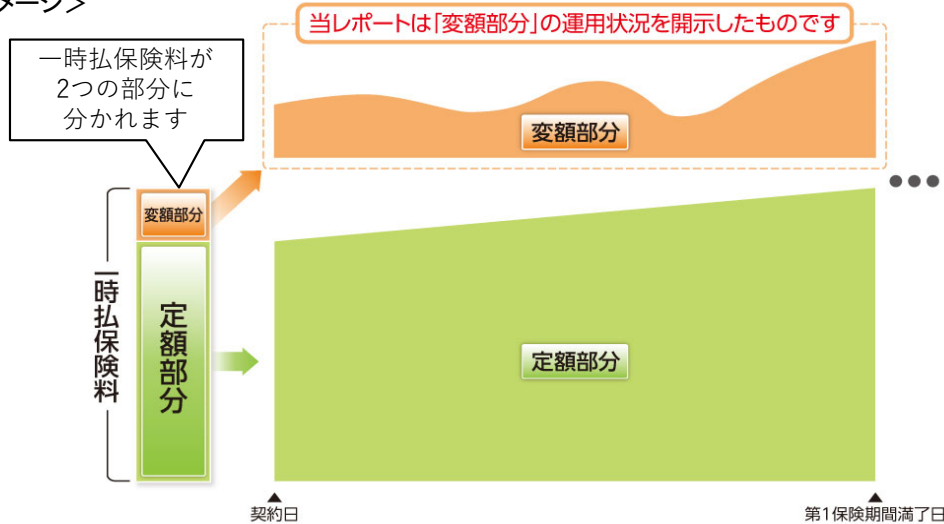 メージ>
当レポートは「変額部分」の運用状況を開示したものです
一時払保険料が
2つの部分に
分かれます
変額部分
変額部分
一時払保険料
定額部分
定額部分
契約日
第1保険期間満了日